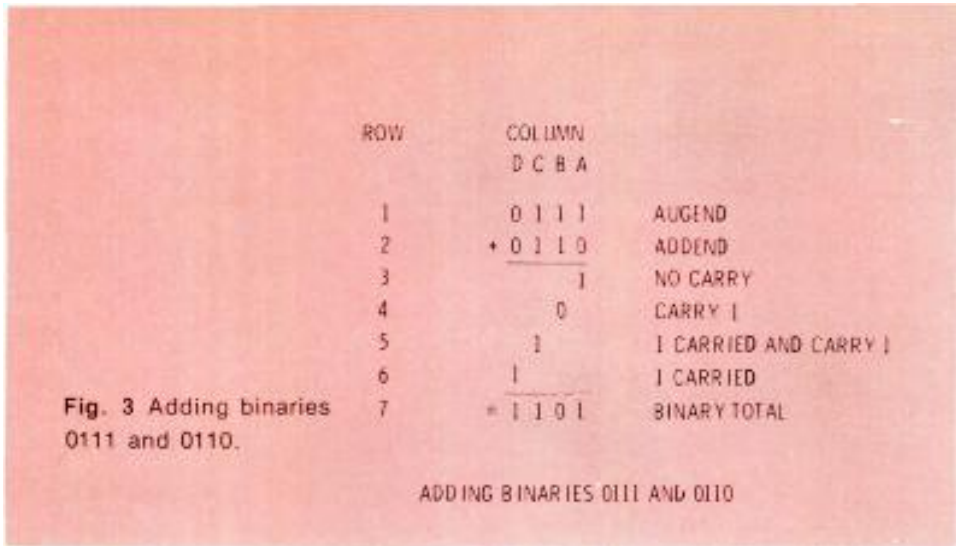 ROW COLUMN
D C B A
1 0 1 1 1 AUGEND
2 + 0 1 1 0 ADDEND
3 1 NO CARRY
4 0 CARRY 1
5 1 1 CARRIED AND CARRY 1
6 1 1 CARRIED
7 = 1 1 0 1 BINARY TOTAL
Fig. 3 Adding binaries
0111 and 0110.
ADDING BINARIES 0111 AND 0110